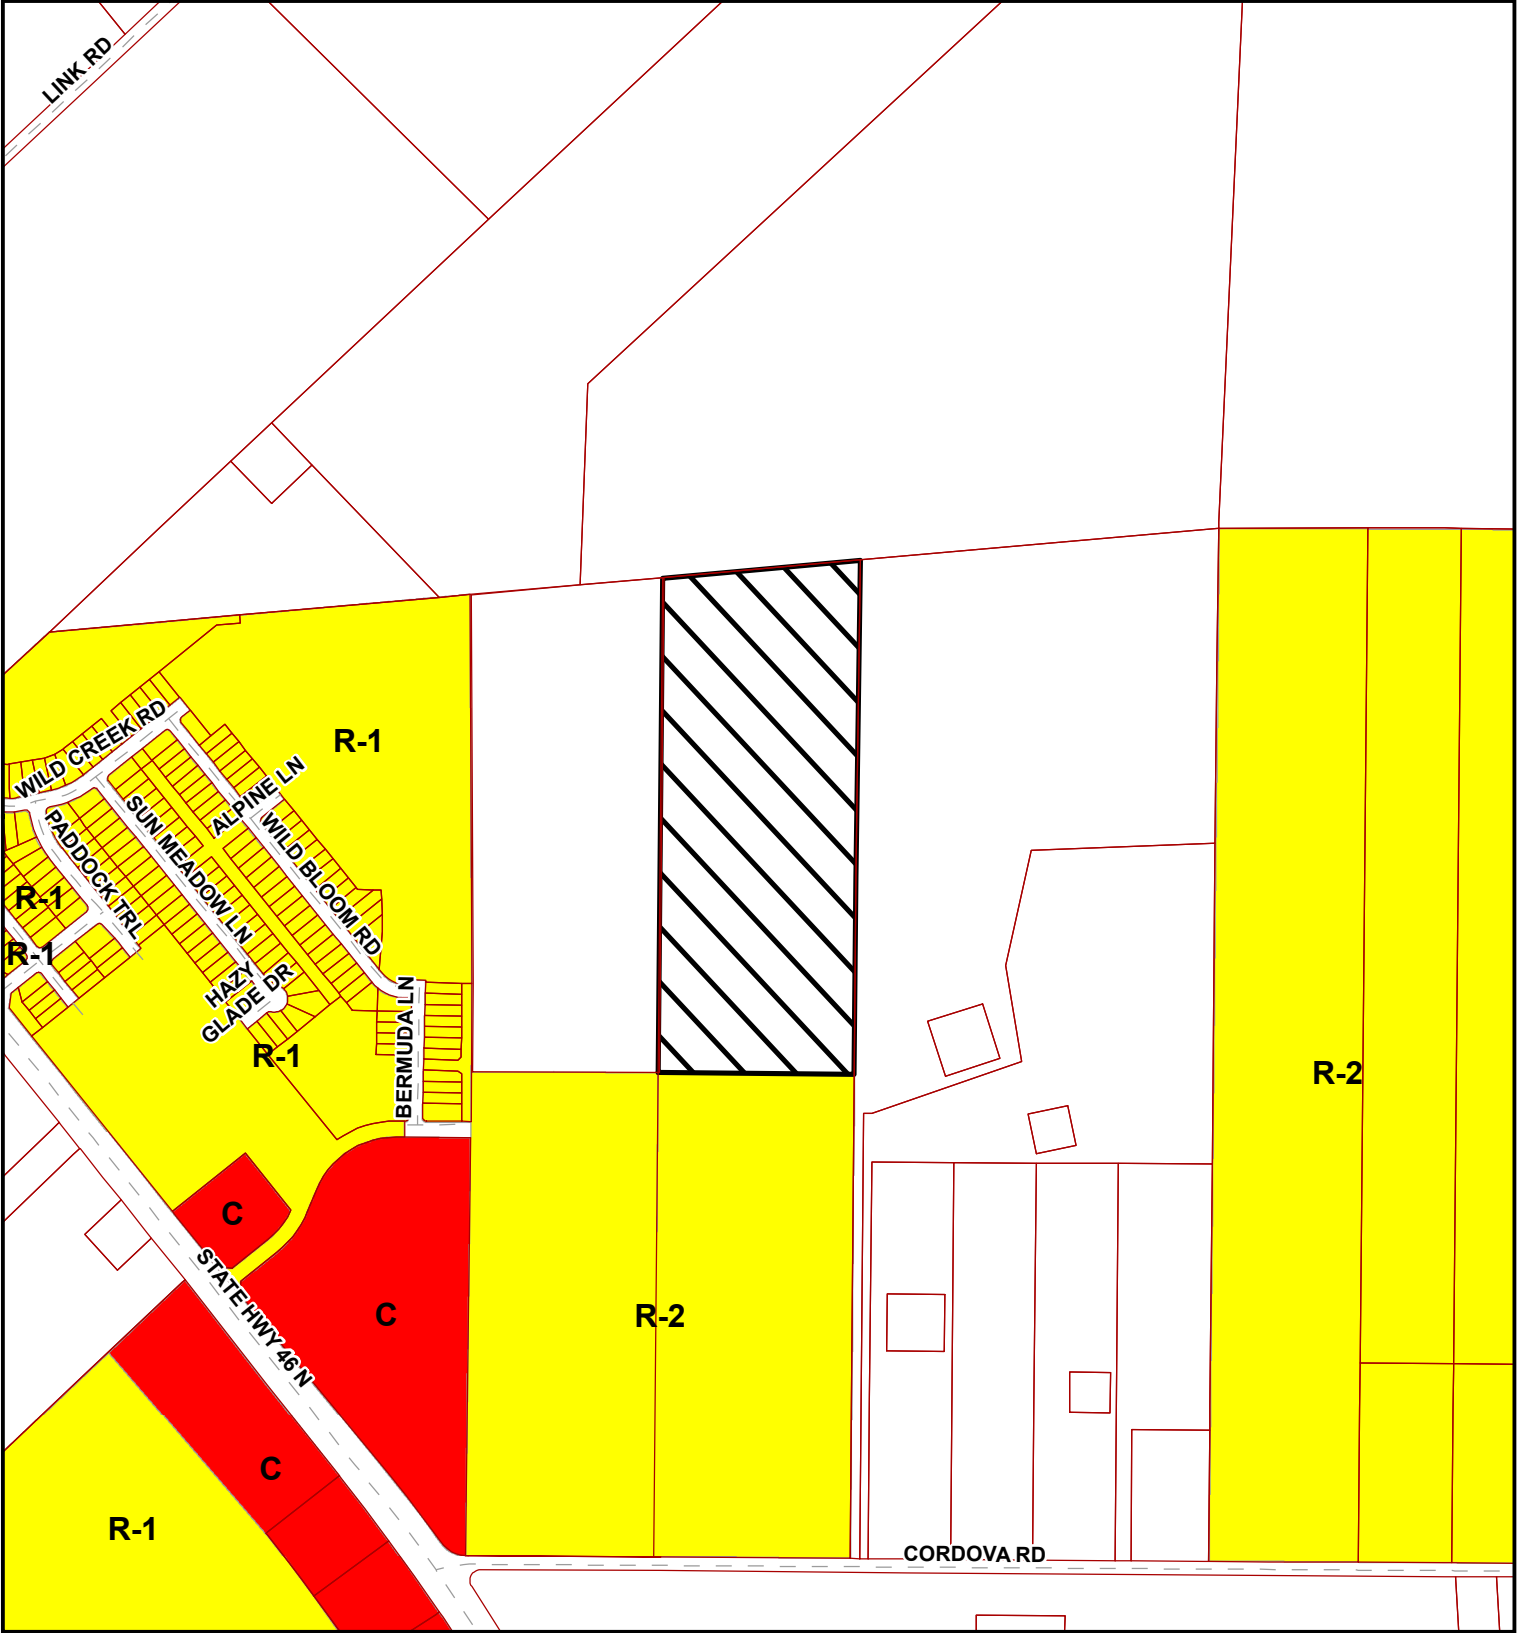 LINK RD
WILD CREEK RD
R-1
ALPINE LN
SUN MEADOW LN
PADDOCK TRL
WILD BLOOM RD
R-1
R-1
HAZY
GLADE DR
BERMUDA LN
R-1
R-2
C
STATE HWY 46 N
C
R-2
C
R-1
CORDOVA RD